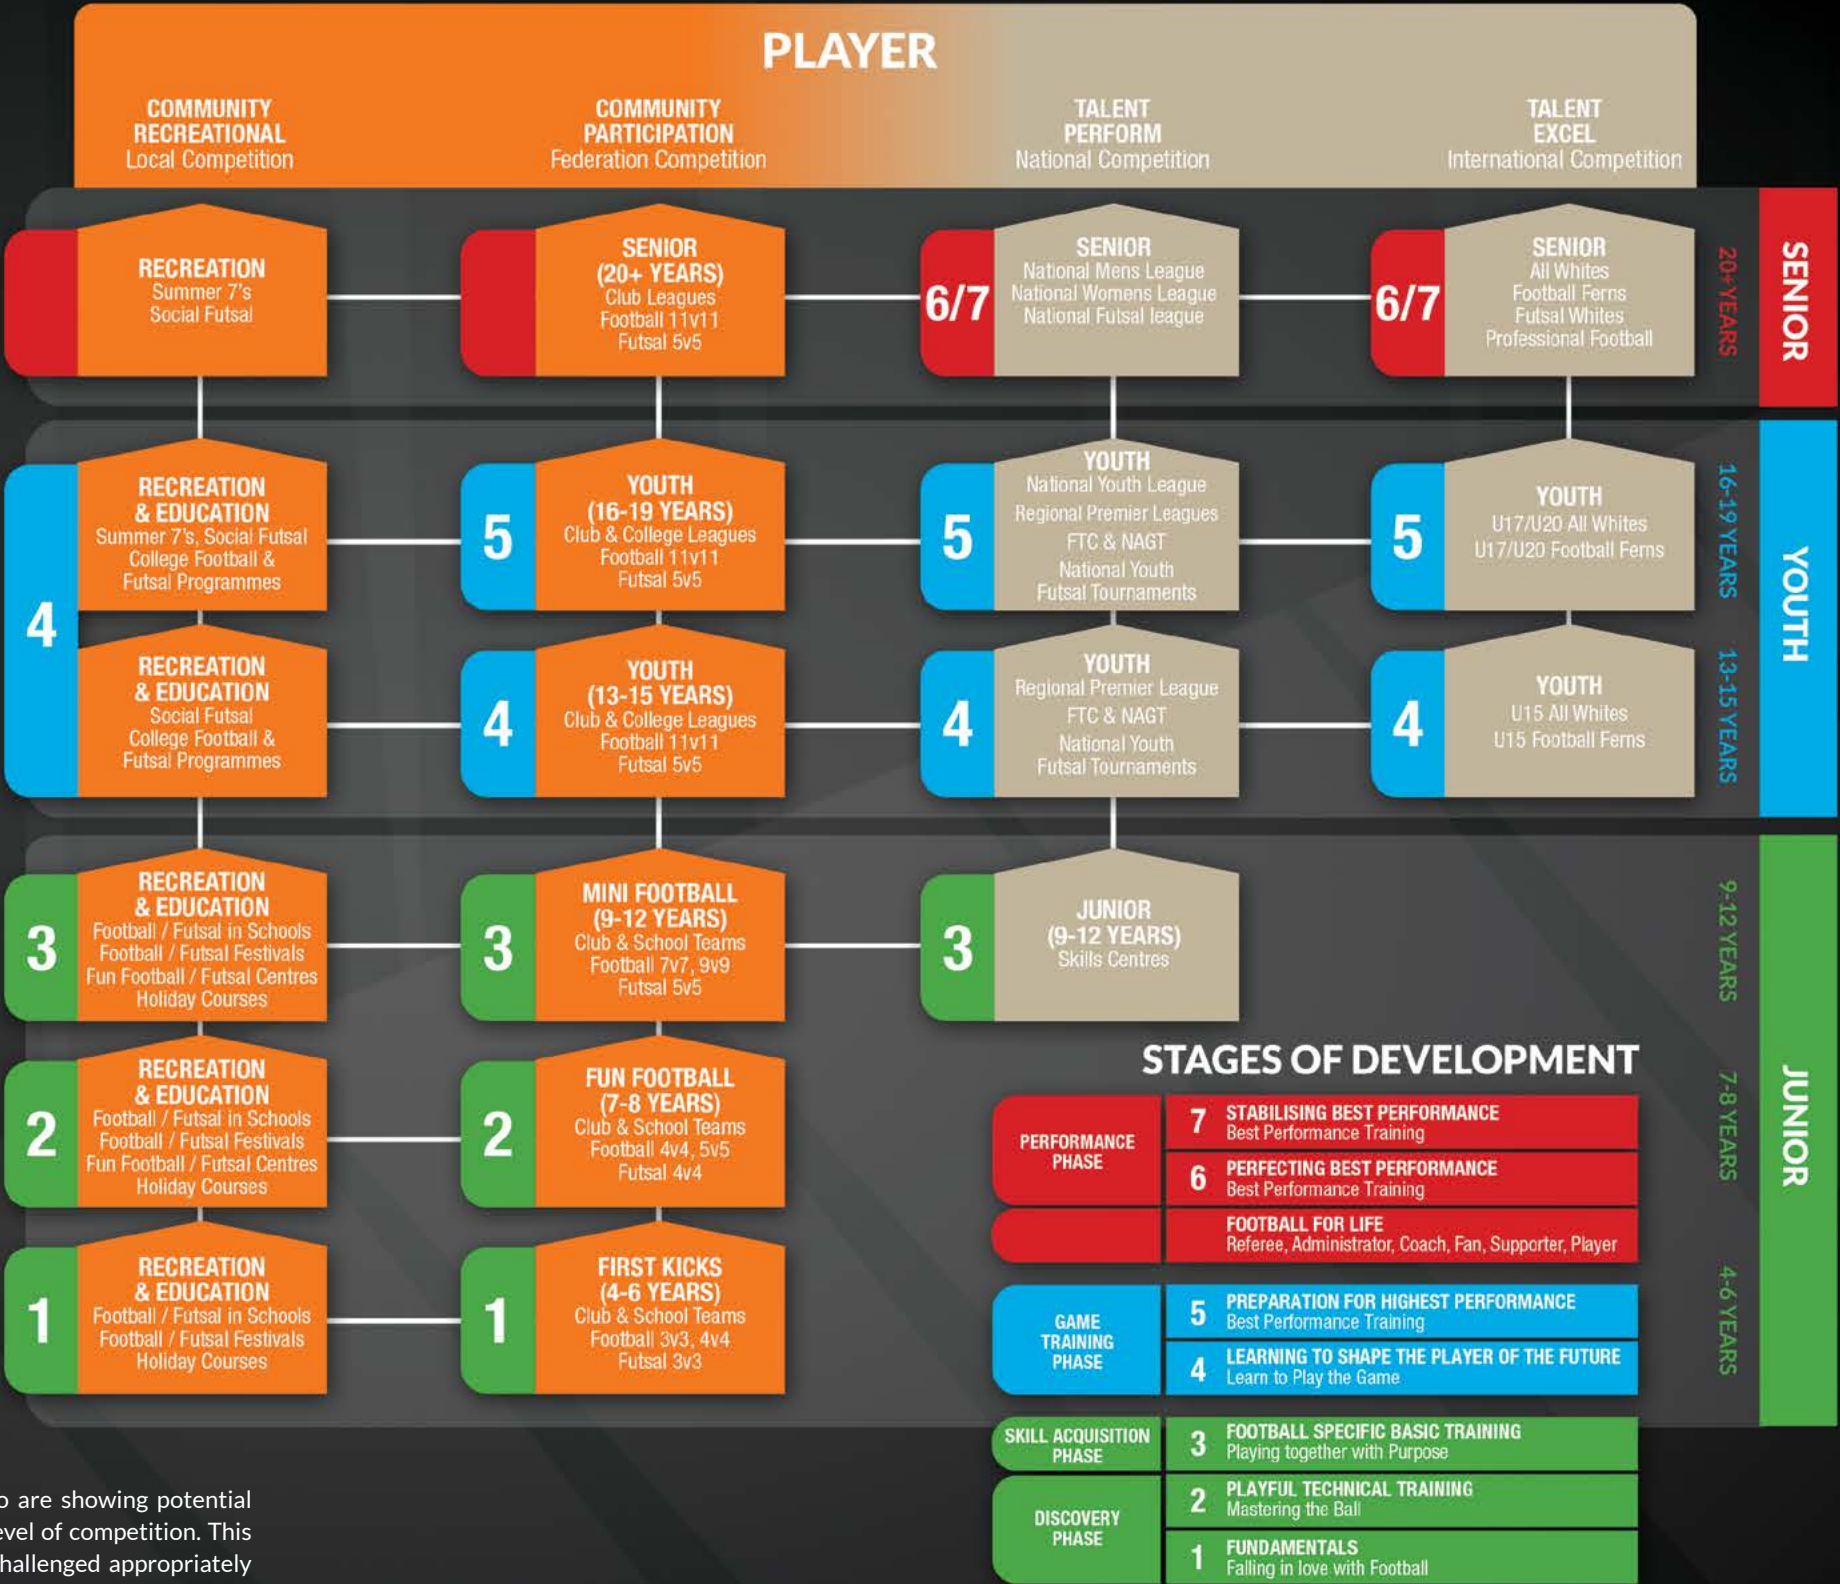 PLAYER
COMMUNITY
RECREATIONAL
Local Competition
COMMUNITY
PARTICIPATION
Federation Competition
TALENT
PERFORM
National Competition
TALENT
EXCEL
International Competition
RECREATION
Summer 7's
Social Futsal
SENIOR
(20+ YEARS)
Club Leagues
Football 11v11
Futsal 5v5
6/7
SENIOR
National Mens League
National Womens League
National Futsal league
6/7
SENIOR
All Whites
Football Ferns
Futsal Whites
Professional Football
20+YEARS
SENIOR
4
RECREATION
& EDUCATION
Summer 7's, Social Futsal
College Football &
Futsal Programmes
5
YOUTH
(16-19 YEARS)
Club & College Leagues
Football 11v11
Futsal 5v5
5
YOUTH
National Youth League
Regional Premier Leagues
FTC & NAGT
National Youth
Futsal Tournaments
5
YOUTH
U17/U20 All Whites
U17/U20 Football Ferns
16-19 YEARS
YOUTH
RECREATION
& EDUCATION
Social Futsal
College Football &
Futsal Programmes
4
YOUTH
(13-15 YEARS)
Club & College Leagues
Football 11v11
Futsal 5v5
4
YOUTH
Regional Premier League
FTC & NAGT
National Youth
Futsal Tournaments
4
YOUTH
U15 All Whites
U15 Football Ferns
13-15 YEARS
3
RECREATION
& EDUCATION
Football / Futsal in Schools
Football / Futsal Festivals
Fun Football / Futsal Centres
Holiday Courses
3
MINI FOOTBALL
(9-12 YEARS)
Club & School Teams
Football 7v7, 9v9
Futsal 5v5
3
JUNIOR
(9-12 YEARS)
Skills Centres
9-12 YEARS
JUNIOR
2
RECREATION
& EDUCATION
Football / Futsal in Schools
Football / Futsal Festivals
Fun Football / Futsal Centres
Holiday Courses
2
FUN FOOTBALL
(7-8 YEARS)
Club & School Teams
Football 4v4, 5v5
Futsal 4v4
7-8 YEARS
1
RECREATION
& EDUCATION
Football / Futsal in Schools
Football / Futsal Festivals
Holiday Courses
1
FIRST KICKS
(4-6 YEARS)
Club & School Teams
Football 3v3, 4v4
Futsal 3v3
4-6 YEARS
STAGES OF DEVELOPMENT
PERFORMANCE
PHASE
7
STABILISING BEST PERFORMANCE
Best Performance Training
6
PERFECTING BEST PERFORMANCE
Best Performance Training
FOOTBALL FOR LIFE
Referee, Administrator, Coach, Fan, Supporter, Player
GAME
TRAINING
PHASE
5
PREPARATION FOR HIGHEST PERFORMANCE
Best Performance Training
4
LEARNING TO SHAPE THE PLAYER OF THE FUTURE
Learn to Play the Game
SKILL ACQUISITION
PHASE
3
FOOTBALL SPECIFIC BASIC TRAINING
Playing together with Purpose
DISCOVERY
PHASE
2
PLAYFUL TECHNICAL TRAINING
Mastering the Ball
1
FUNDAMENTALS
Falling in love with Football
are showing potential
of competition. This
appropriately